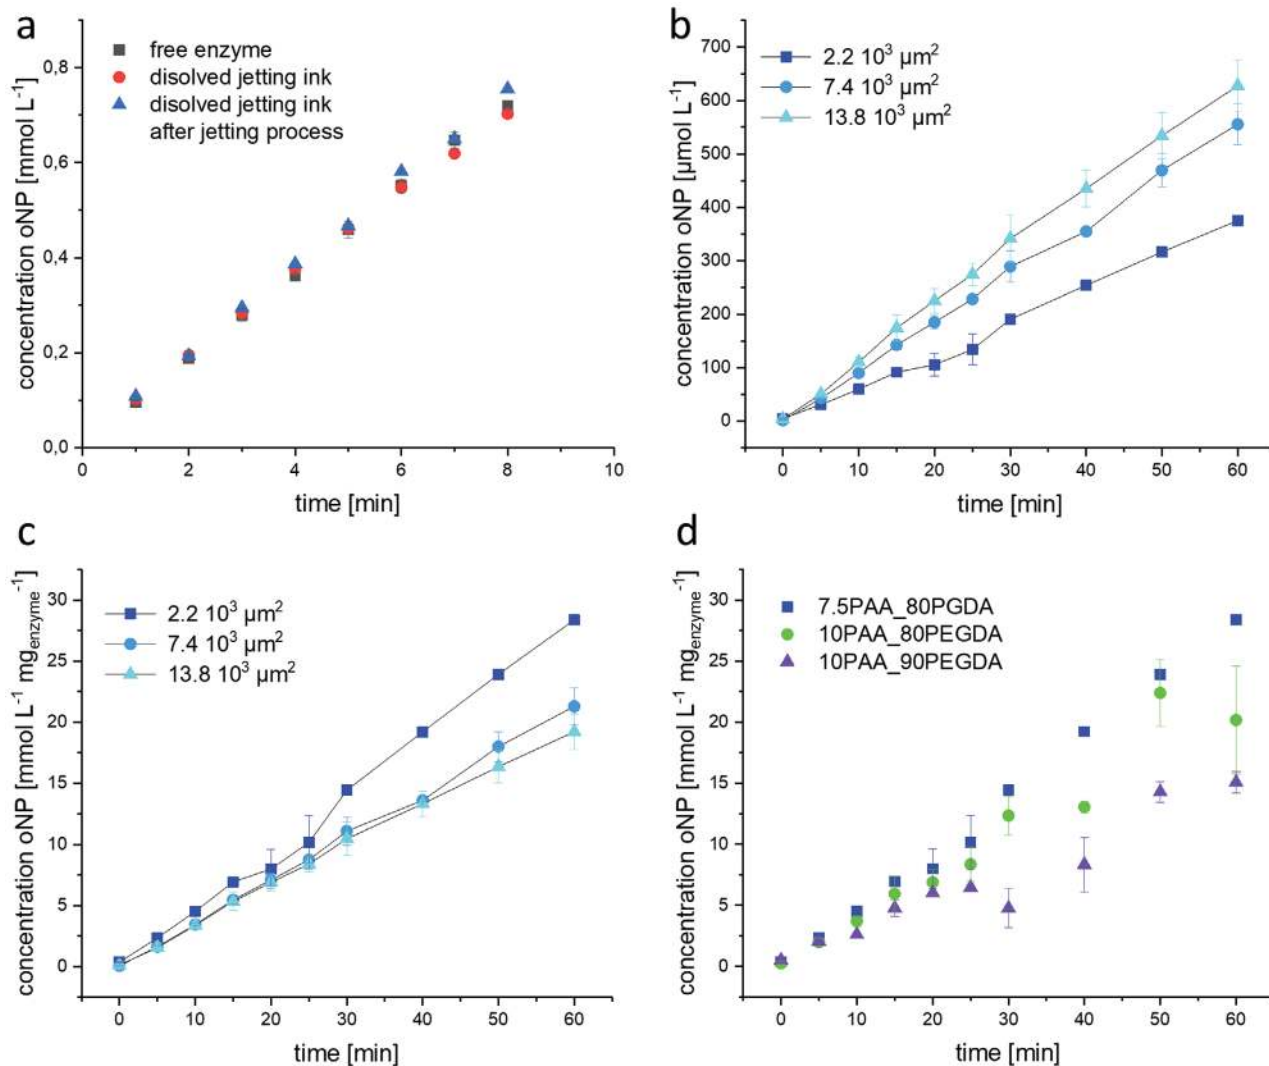 a
free enzyme
disolved jetting ink
disolved jetting ink
after jetting process
concentration oNP [mmol L⁻¹]
0,8
0,6
0,4
0,2
0,0
0 2 4 6 8 10
time [min]
b
2.2 10³ µm²
7.4 10³ µm²
13.8 10³ µm²
concentration oNP [µmol L⁻¹]
700
600
500
400
300
200
100
0
0 10 20 30 40 50 60
time [min]
c
2.2 10³ µm²
7.4 10³ µm²
13.8 10³ µm²
concentration oNP [mmol L⁻¹ mg_enzyme⁻¹]
30
25
20
15
10
5
0
0 10 20 30 40 50 60
time [min]
d
7.5PAA_80PGDA
10PAA_80PEGDA
10PAA_90PEGDA
concentration oNP [mmol L⁻¹ mg_enzyme⁻¹]
30
25
20
15
10
5
0
0 10 20 30 40 50 60
time [min]